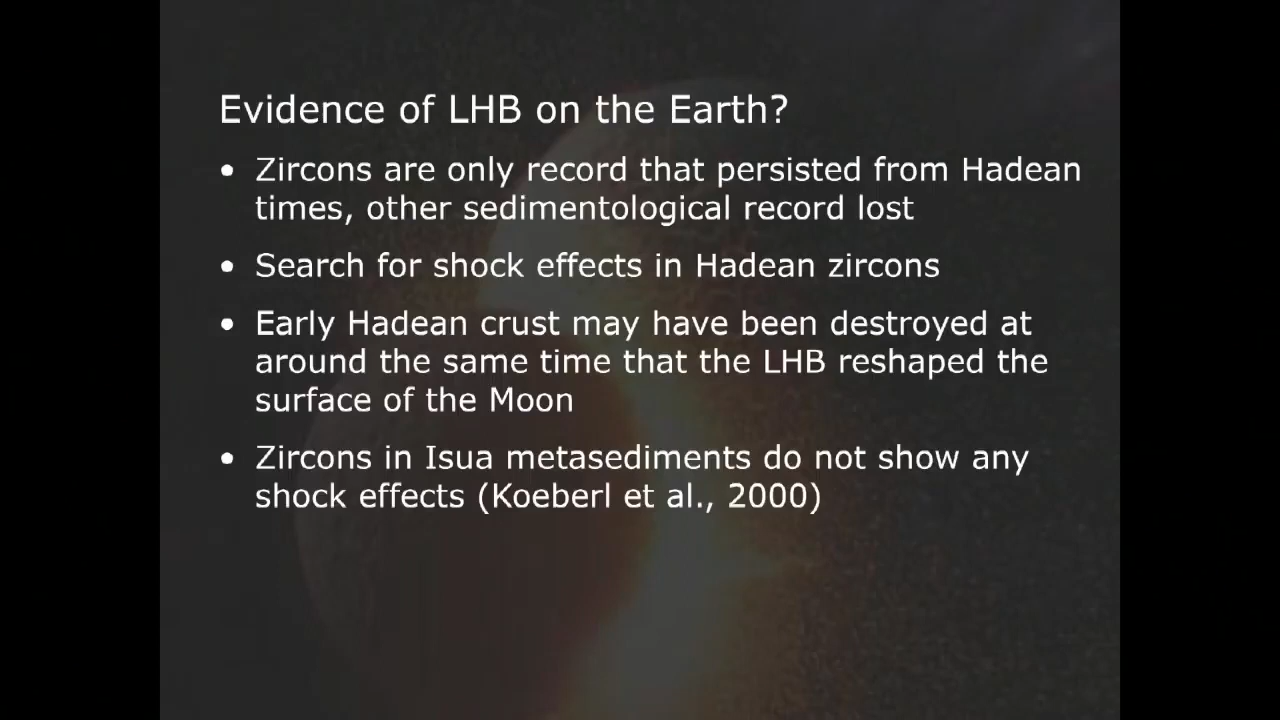 Evidence of LHB on the Earth?
• Zircons are only record that persisted from Hadean
times, other sedimentological record lost
• Search for shock effects in Hadean zircons
• Early Hadean crust may have been destroyed at
around the same time that the LHB reshaped the
surface of the Moon
• Zircons in Isua metasediments do not show any
shock effects (Koeberl et al., 2000)